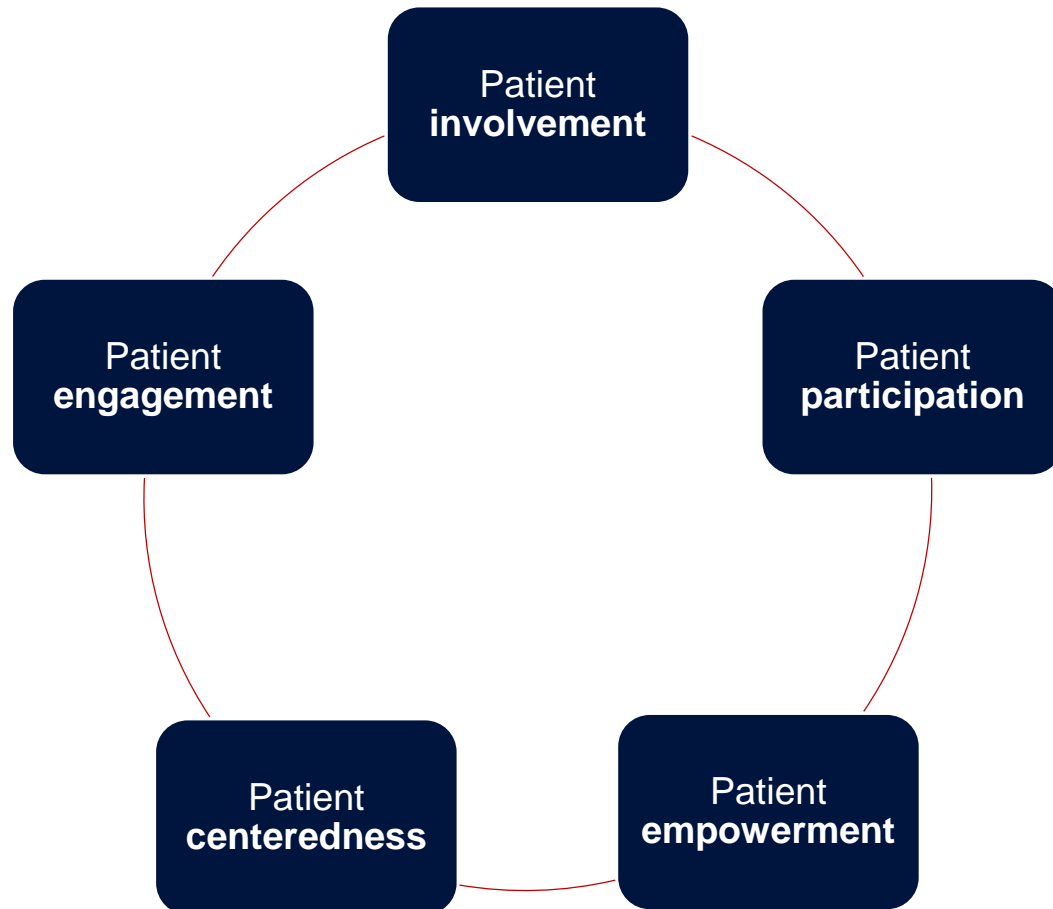 Patient
involvement
Patient
engagement
Patient
participation
Patient
centeredness
Patient
empowerment